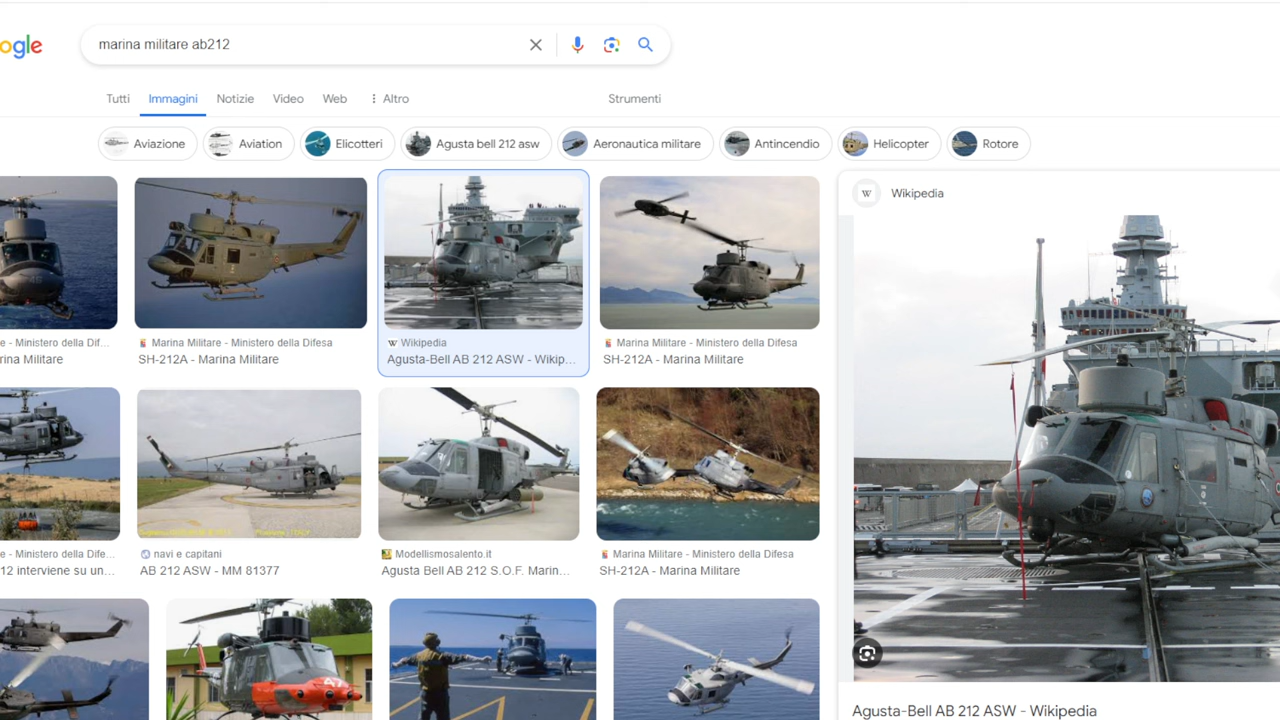 ogle
marina militare ab212
Tutti Immagini Notizie Video Web Altro Strumenti
Aviazione Aviation Elicotteri Agusta bell 212 asw Aeronautica militare Antincendio Helicopter Rotore
W Wikipedia
e - Ministero della Dif... Marina Militare - Ministero della Difesa W Wikipedia Marina Militare - Ministero della Difesa
rina Militare SH-212A - Marina Militare Agusta-Bell AB 212 ASW - Wikip... SH-212A - Marina Militare
e - Ministero della Dife... navi e capitani Modellismosalento.it Marina Militare - Ministero della Difesa
12 interviene su un... AB 212 ASW - MM 81377 Agusta Bell AB 212 S.O.F. Marin... SH-212A - Marina Militare
Agusta-Bell AB 212 ASW - Wikipedia